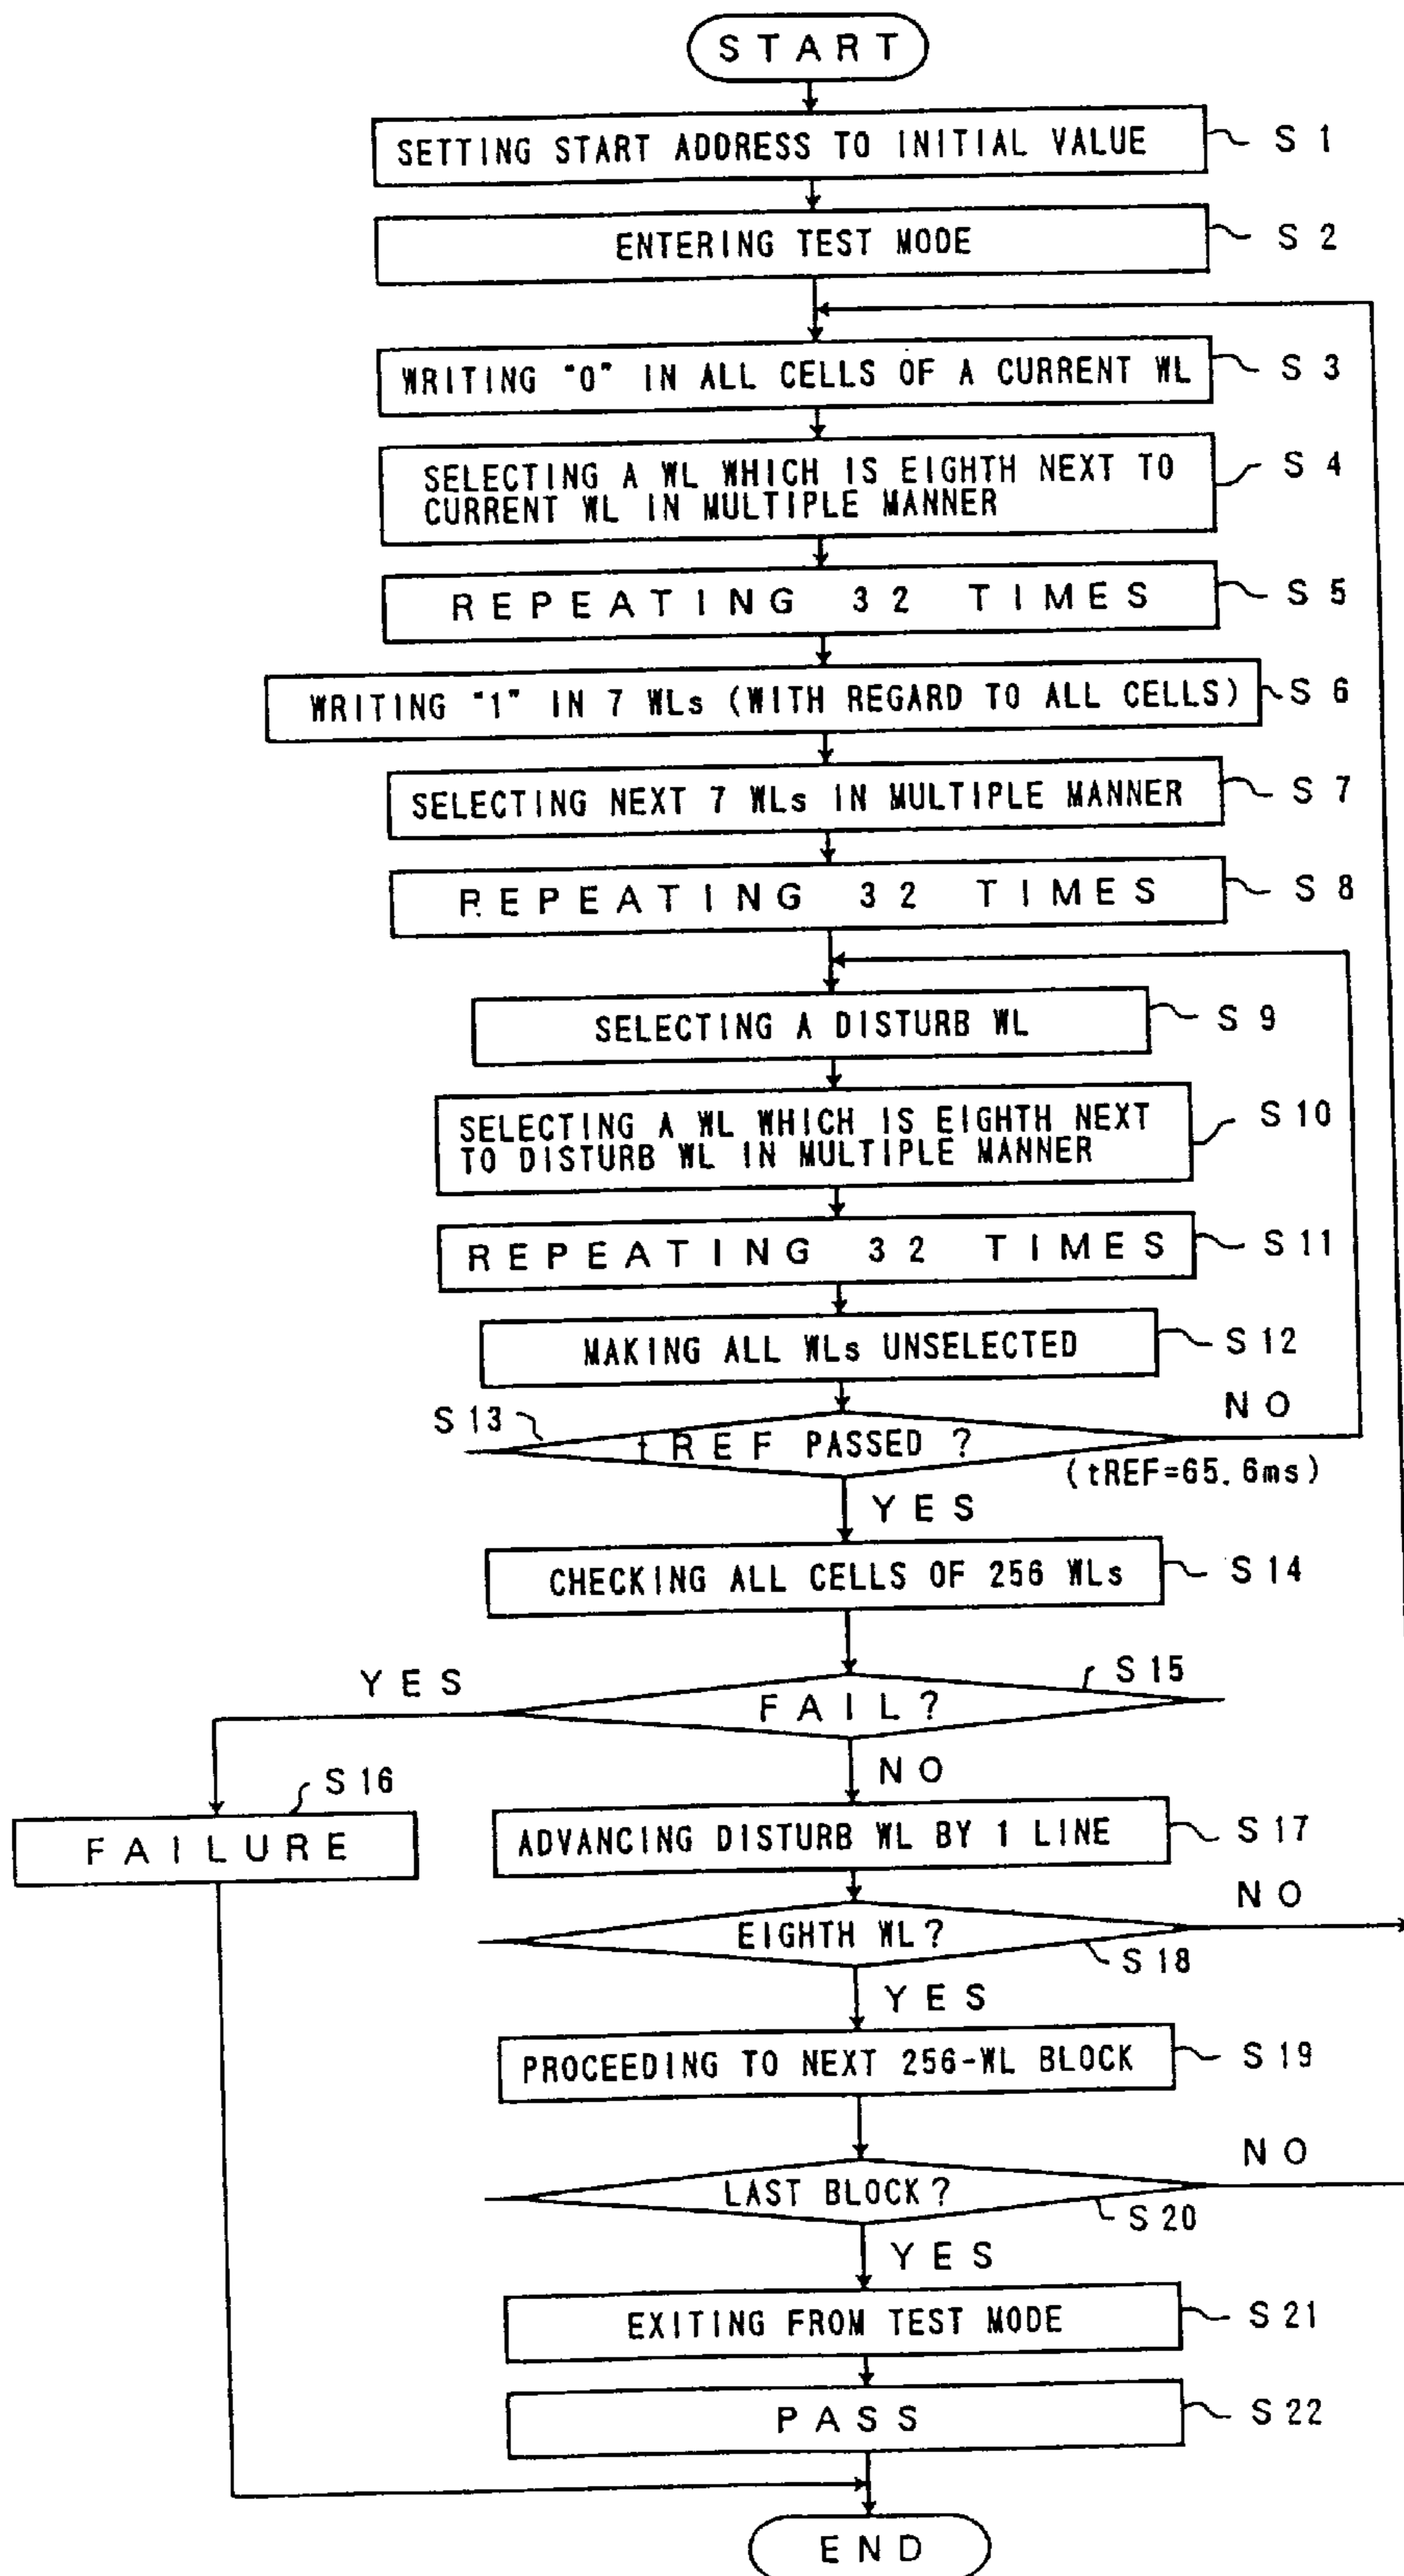 START
SETTING START ADDRESS TO INITIAL VALUE
S1
ENTERING TEST MODE
S2
WRITING "0" IN ALL CELLS OF A CURRENT WL
S3
SELECTING A WL WHICH IS EIGHTH NEXT TO
CURRENT WL IN MULTIPLE MANNER
S4
REPEATING 32 TIMES
S5
WRITING "1" IN 7 WLs (WITH REGARD TO ALL CELLS)
S6
SELECTING NEXT 7 WLs IN MULTIPLE MANNER
S7
REPEATING 32 TIMES
S8
SELECTING A DISTURB WL
S9
SELECTING A WL WHICH IS EIGHTH NEXT
TO DISTURB WL IN MULTIPLE MANNER
S10
REPEATING 32 TIMES
S11
MAKING ALL WLs UNSELECTED
S12
S13
tREF PASSED?
NO
(tREF=65.6ms)
YES
CHECKING ALL CELLS OF 256 WLs
S14
YES
FAIL?
S15
NO
S16
FAILURE
ADVANCING DISTURB WL BY 1 LINE
S17
EIGHTH WL?
NO
S18
YES
PROCEEDING TO NEXT 256-WL BLOCK
S19
LAST BLOCK?
NO
S20
YES
EXITING FROM TEST MODE
S21
PASS
S22
END